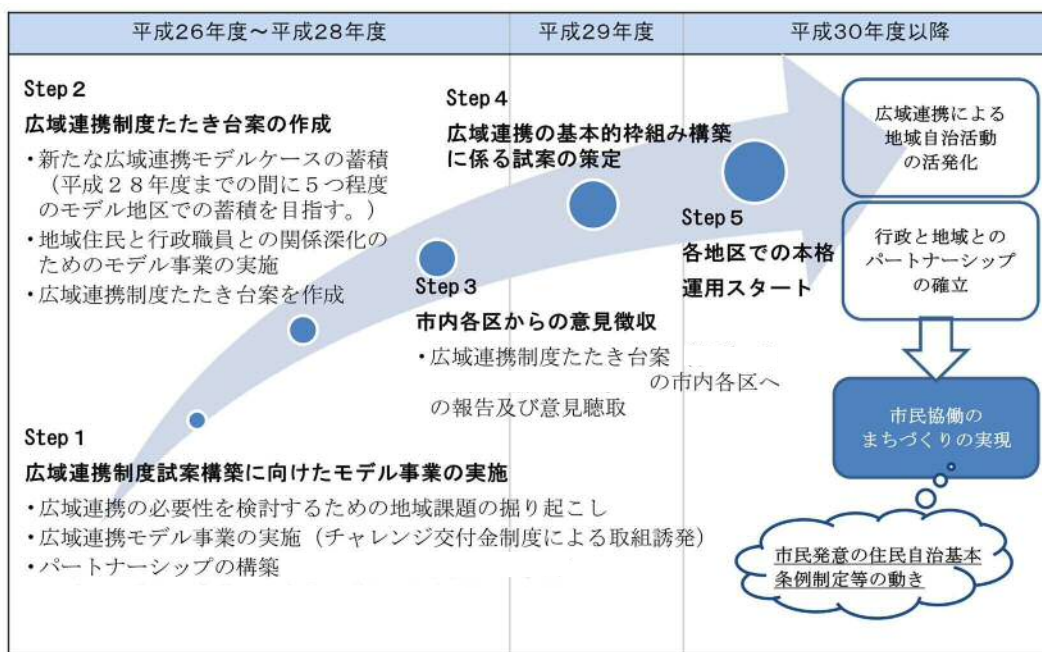 平成26年度～平成28年度
平成29年度
平成30年度以降
Step２
広域連携制度たたき台案の作成
・新たな広域連携モデルケースの蓄積
（平成２８年度までの間に５つ程度
のモデル地区での蓄積を目指す。）
・地域住民と行政職員との関係深化の
ためのモデル事業の実施
・広域連携制度たたき台案を作成
Step４
広域連携の基本的枠組み構築
に係る試案の策定
広域連携による
地域自治活動
の活発化
Step５
各地区での本格
運用スタート
行政と地域との
パートナーシップ
の確立
Step３
市内各区からの意見徴収
・広域連携制度たたき台案
の市内各区へ
の報告及び意見聴取
市民協働の
まちづくりの実現
Step１
広域連携制度試案構築に向けたモデル事業の実施
・広域連携の必要性を検討するための地域課題の掘り起こし
・広域連携モデル事業の実施（チャレンジ交付金制度による取組誘発）
・パートナーシップの構築
市民発意の住民自治基本
条例制定等の動き